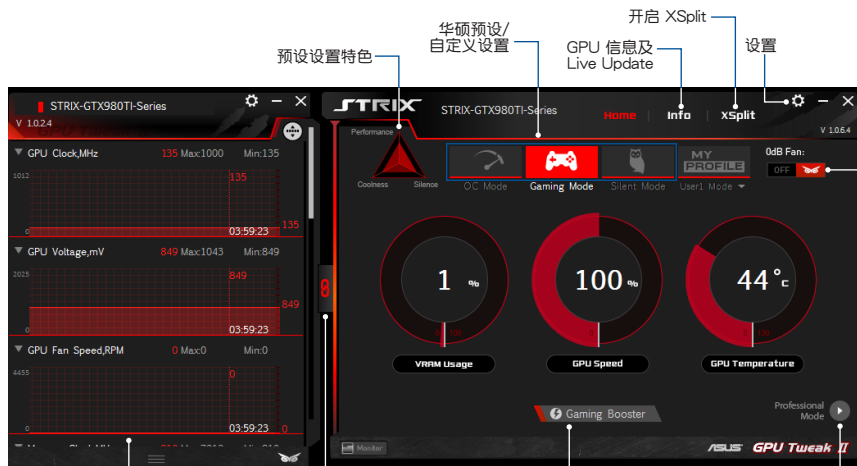 开启 XSplit
华硕预设/
自定义设置
预设设置特色
GPU 信息及
Live Update
设置
STRIX-GTX980TI-Series
V 1.0.2.4
GPU Clock,MHz 135 Max:1000 Min:135
1012
135
135
0
03:59:23
GPU Voltage,mV 849 Max:1043 Min:849
2025
849
849
0
03:59:23
GPU Fan Speed,RPM 0 Max:0 Min:0
4455
0
0
03:59:23
0
STRIX
STRIX-GTX980TI-Series
Home | Info | XSplit
V 1.0.6.4
Performance
Coolness
Silence
OC Mode
Gaming Mode
Silent Mode
MY
PROFILE
User1 Mode
0dB Fan:
OFF
1 %
0 100
VRAM Usage
100 %
GPU Speed
44°c
GPU Temperature
Gaming Booster
Professional
Mode
Monitor
ASUS GPU Tweak II